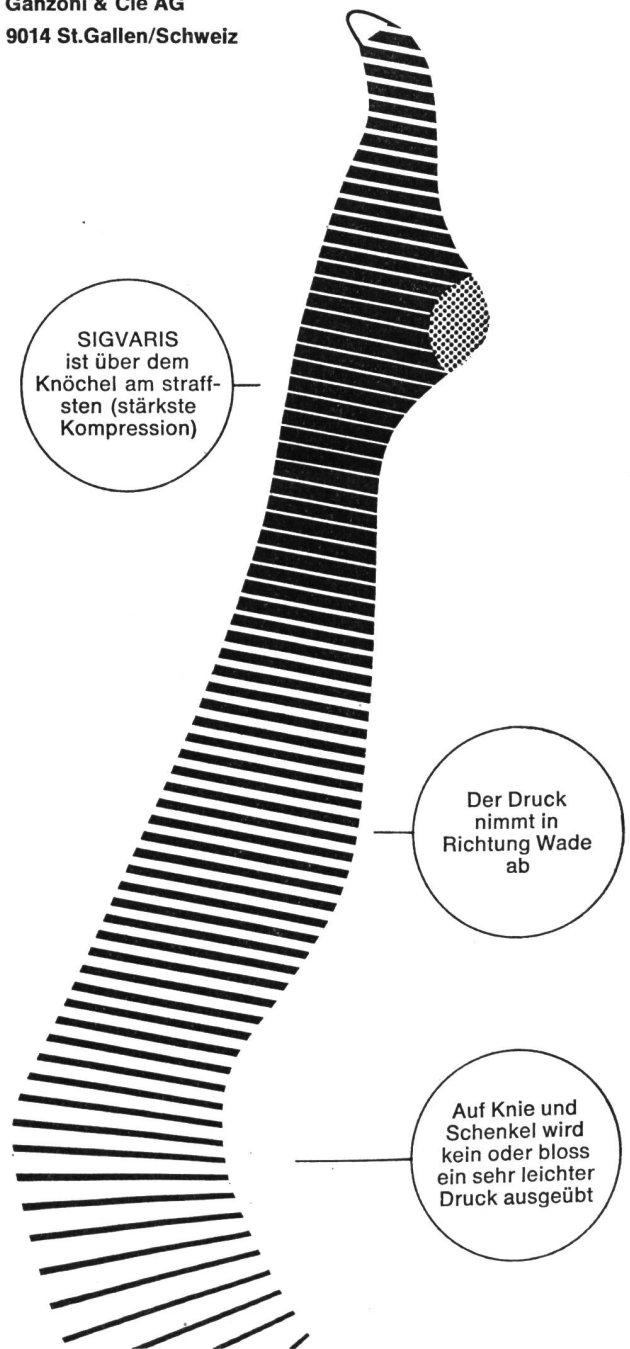 Ganzoni & Cie AG
9014 St.Gallen/Schweiz
SIGVARIS
ist über dem
Knöchel am straff-
sten (stärkste
Kompression)
Der Druck
nimmt in
Richtung Wade
ab
Auf Knie und
Schenkel wird
kein oder bloss
ein sehr leichter
Druck ausgeübt